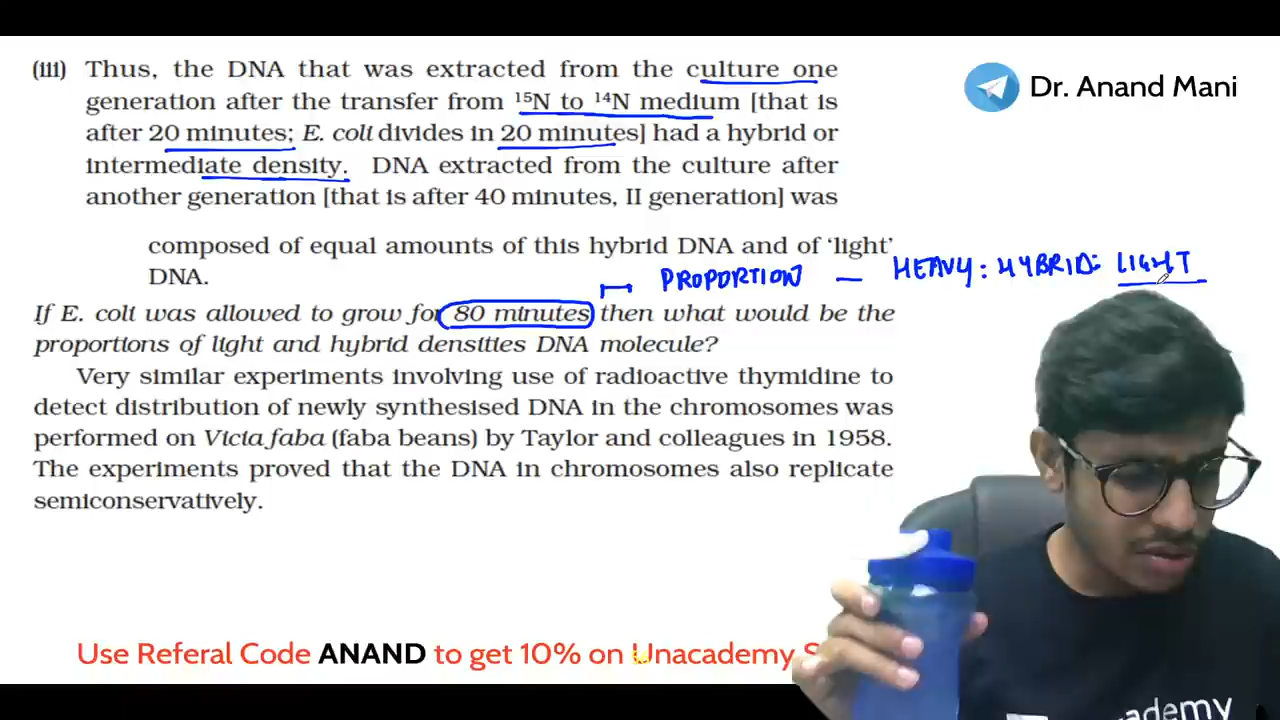 (iii) Thus, the DNA that was extracted from the culture one
generation after the transfer from ¹⁵N to ¹⁴N medium [that is
after 20 minutes; E. coli divides in 20 minutes] had a hybrid or
intermediate density. DNA extracted from the culture after
another generation [that is after 40 minutes, II generation] was
composed of equal amounts of this hybrid DNA and of ‘light’
DNA.
PROPORTION — HEAVY : HYBRID : LIGHT
If E. coli was allowed to grow for 80 minutes then what would be the
proportions of light and hybrid densities DNA molecule?
Very similar experiments involving use of radioactive thymidine to
detect distribution of newly synthesised DNA in the chromosomes was
performed on Vicia faba (faba beans) by Taylor and colleagues in 1958.
The experiments proved that the DNA in chromosomes also replicate
semiconservatively.
Dr. Anand Mani
Use Referal Code ANAND to get 10% on Unacademy